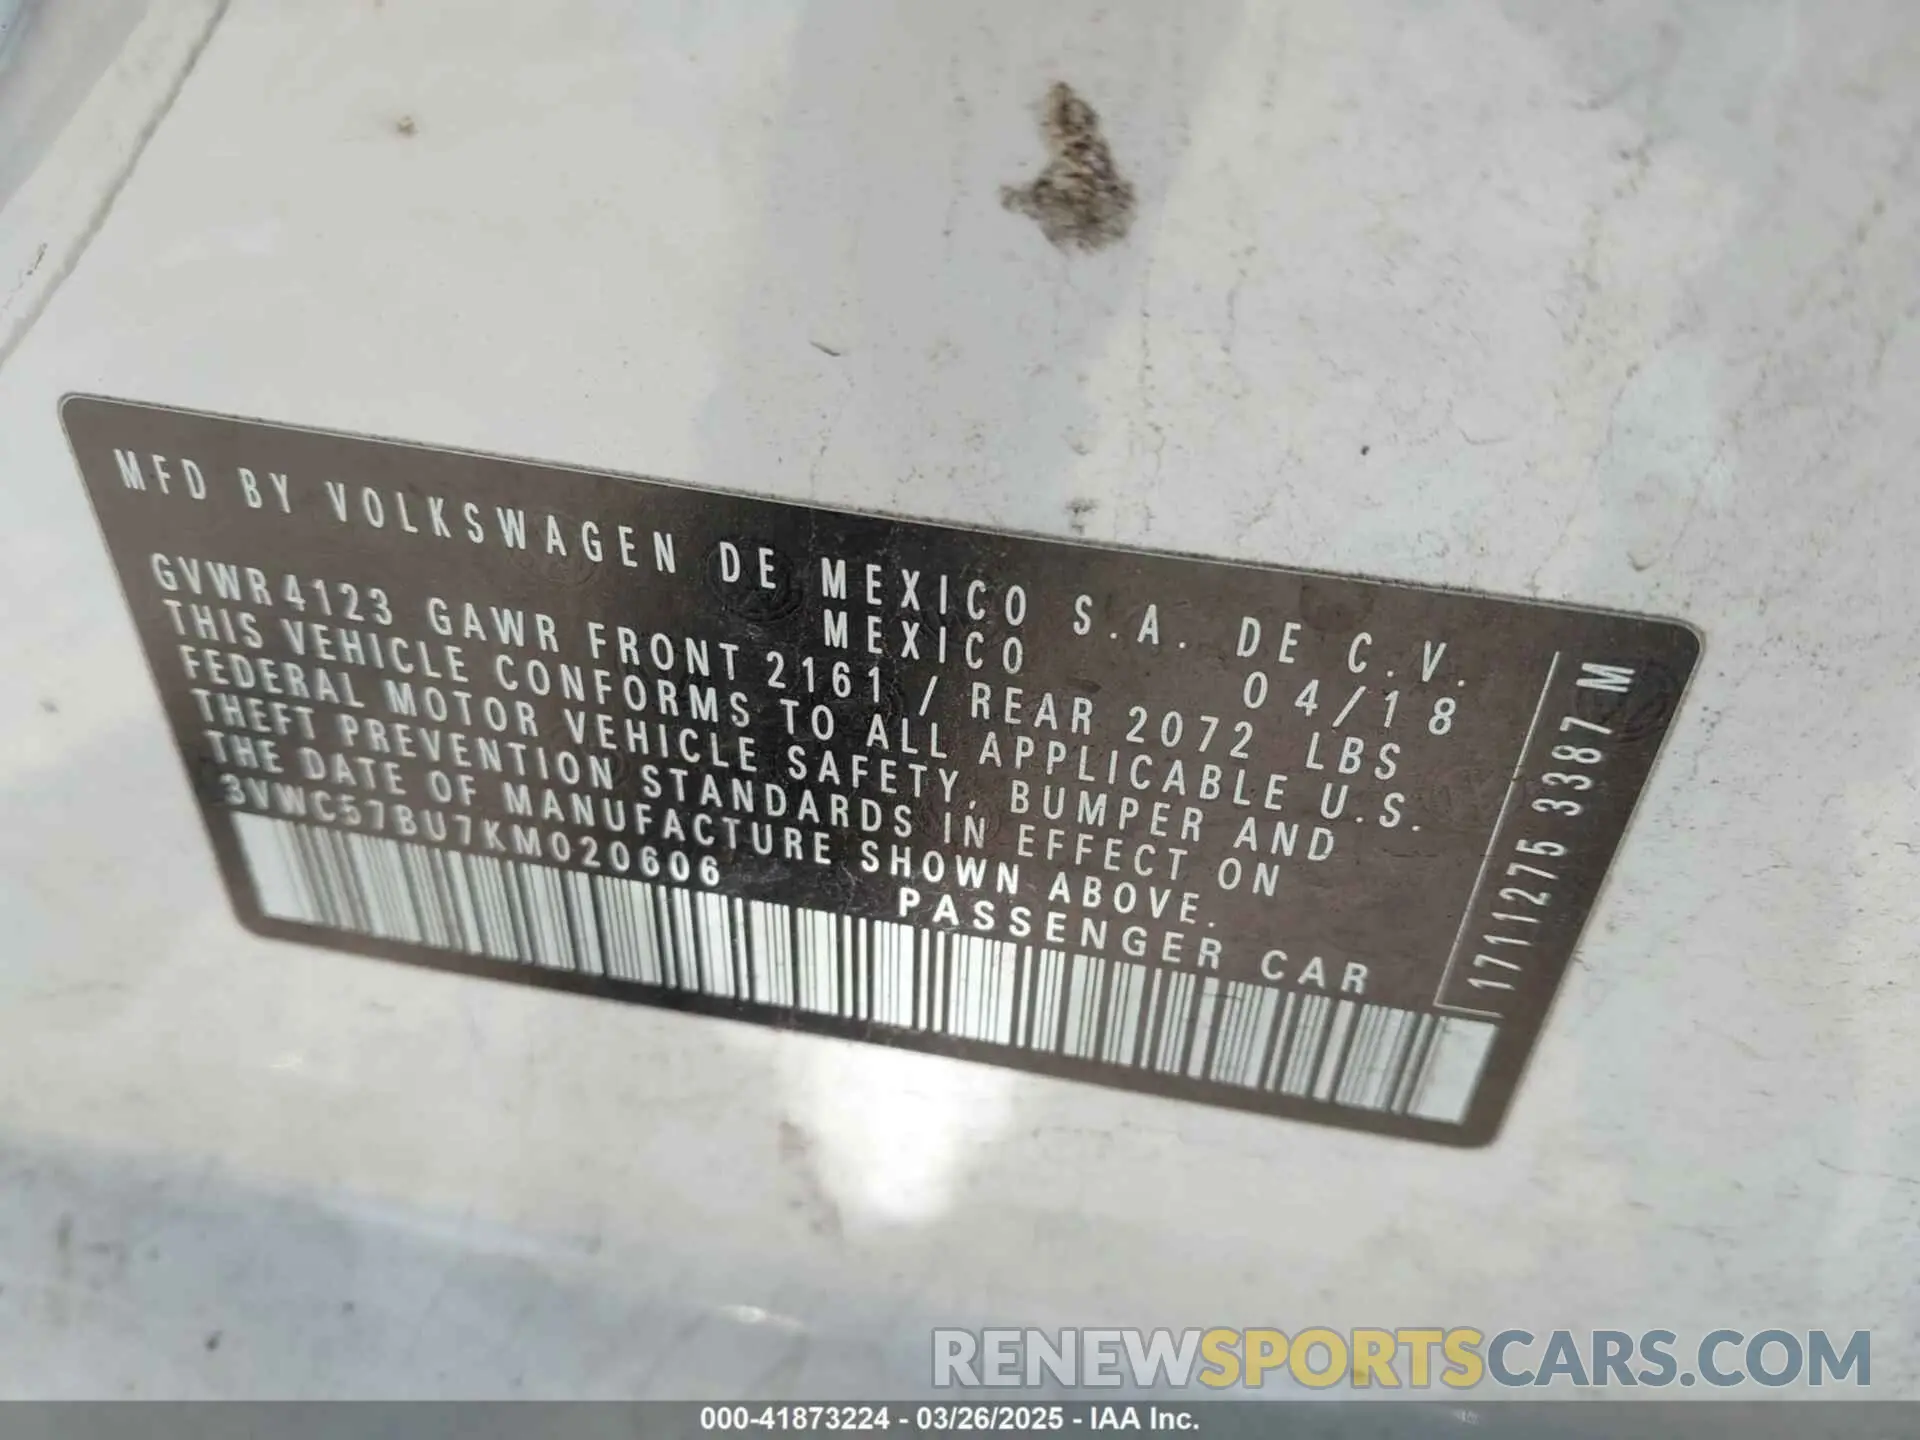 MFD BY VOLKSWAGEN DE MEXICO S.A. DE C.V.
MEXICO 04/18
GVWR 4123 GAWR FRONT 2161 / REAR 2072 LBS
THIS VEHICLE CONFORMS TO ALL APPLICABLE U.S.
FEDERAL MOTOR VEHICLE SAFETY, BUMPER AND
THEFT PREVENTION STANDARDS IN EFFECT ON
THE DATE OF MANUFACTURE SHOWN ABOVE.
3VWC57BU7KM020606 PASSENGER CAR
1711275 3387 M
RENEWSPORTSCARS.COM
000-41873224 - 03/26/2025 - IAA Inc.